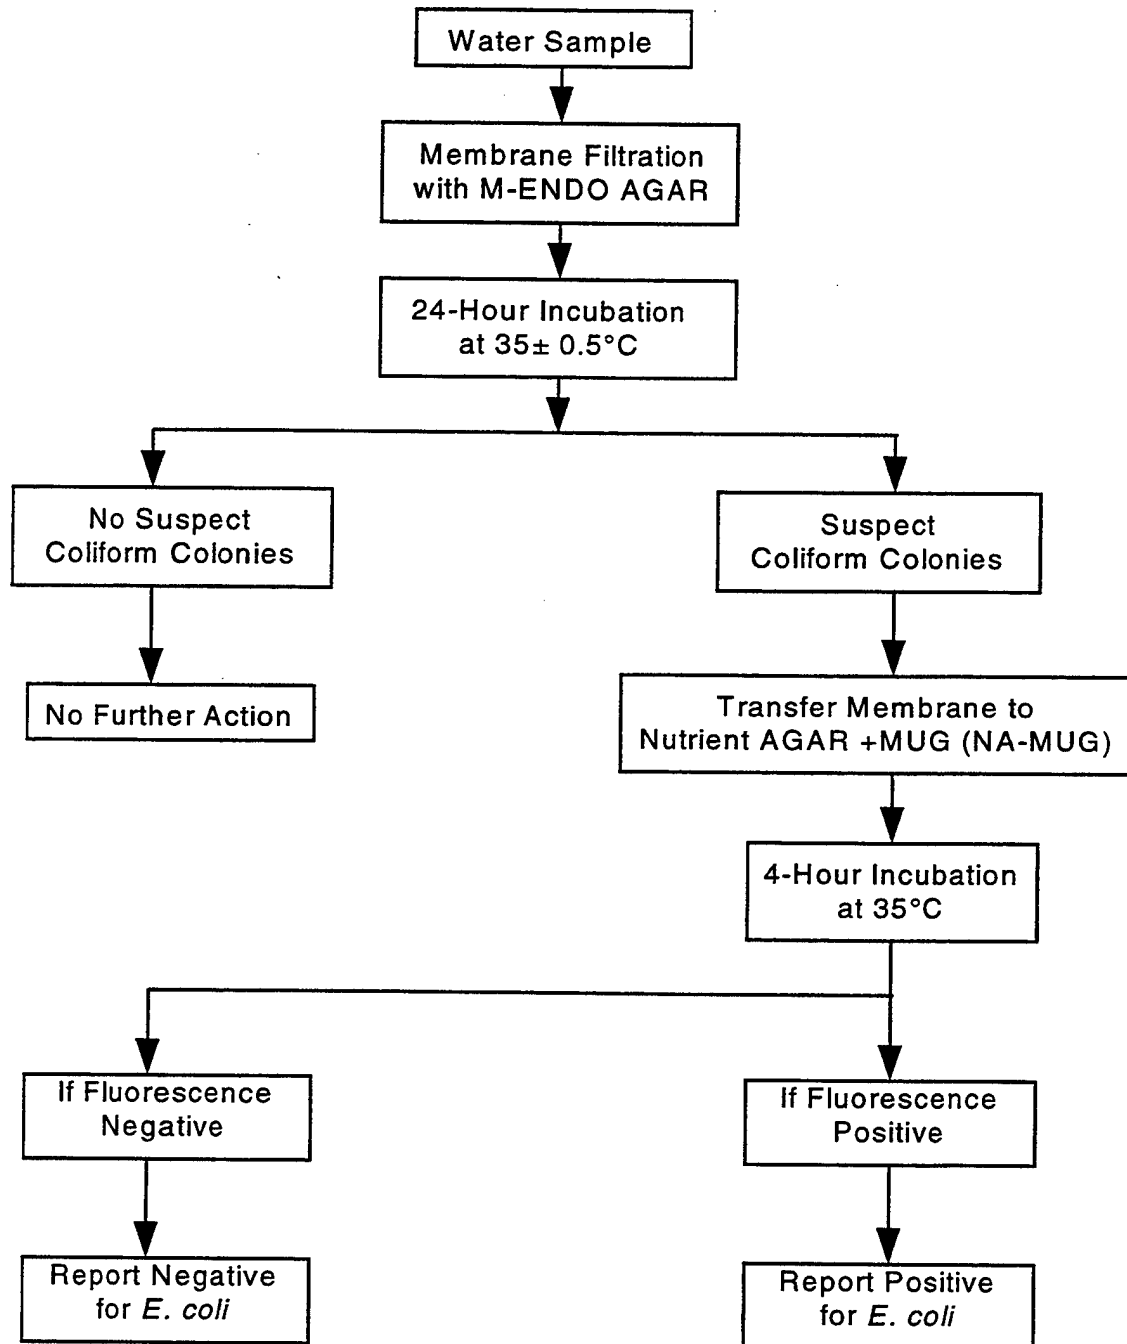 Water Sample
Membrane Filtration
with M-ENDO AGAR
24-Hour Incubation
at 35± 0.5°C
No Suspect
Coliform Colonies
Suspect
Coliform Colonies
No Further Action
Transfer Membrane to
Nutrient AGAR +MUG (NA-MUG)
4-Hour Incubation
at 35°C
If Fluorescence
Negative
If Fluorescence
Positive
Report Negative
for E. coli
Report Positive
for E. coli